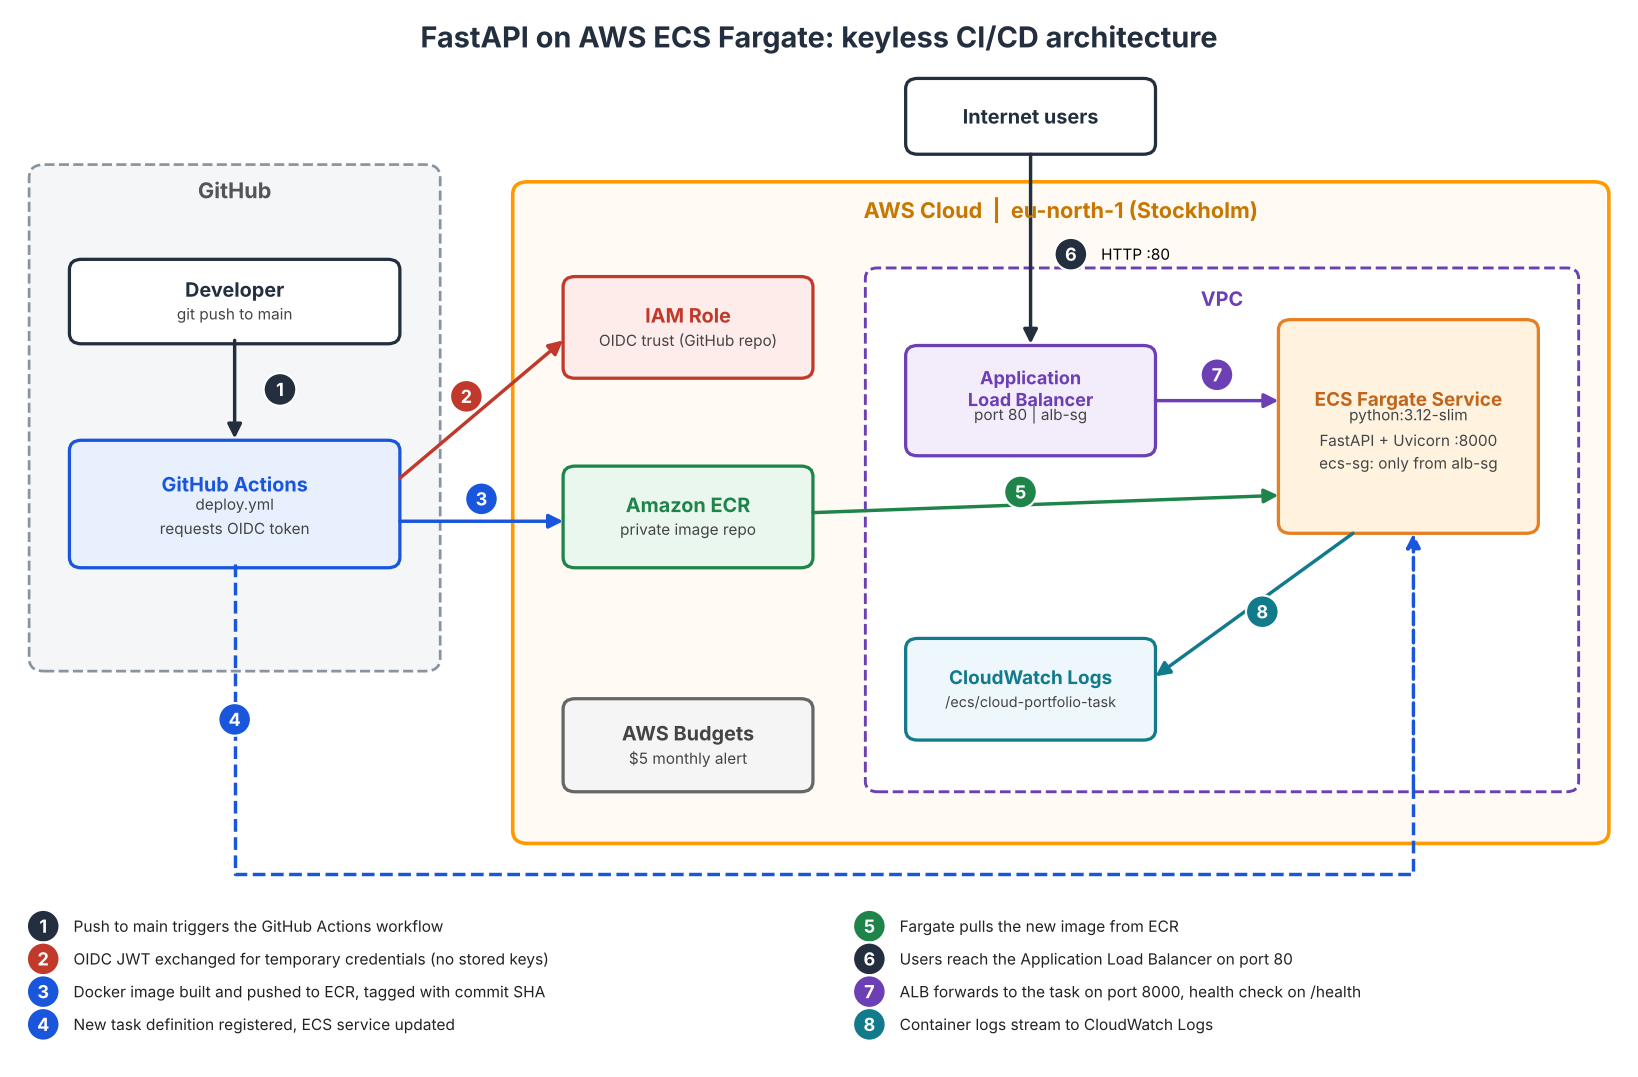 FastAPI on AWS ECS Fargate: keyless CI/CD architecture
Internet users
GitHub
AWS Cloud | eu-north-1 (Stockholm)
6 HTTP :80
Developer
git push to main
1
GitHub Actions
deploy.yml
requests OIDC token
2
3
4
IAM Role
OIDC trust (GitHub repo)
Amazon ECR
private image repo
AWS Budgets
$5 monthly alert
VPC
Application
Load Balancer
port 80 | alb-sg
7
ECS Fargate Service
python:3.12-slim
FastAPI + Uvicorn :8000
ecs-sg: only from alb-sg
5
8
CloudWatch Logs
/ecs/cloud-portfolio-task
1 Push to main triggers the GitHub Actions workflow
2 OIDC JWT exchanged for temporary credentials (no stored keys)
3 Docker image built and pushed to ECR, tagged with commit SHA
4 New task definition registered, ECS service updated
5 Fargate pulls the new image from ECR
6 Users reach the Application Load Balancer on port 80
7 ALB forwards to the task on port 8000, health check on /health
8 Container logs stream to CloudWatch Logs